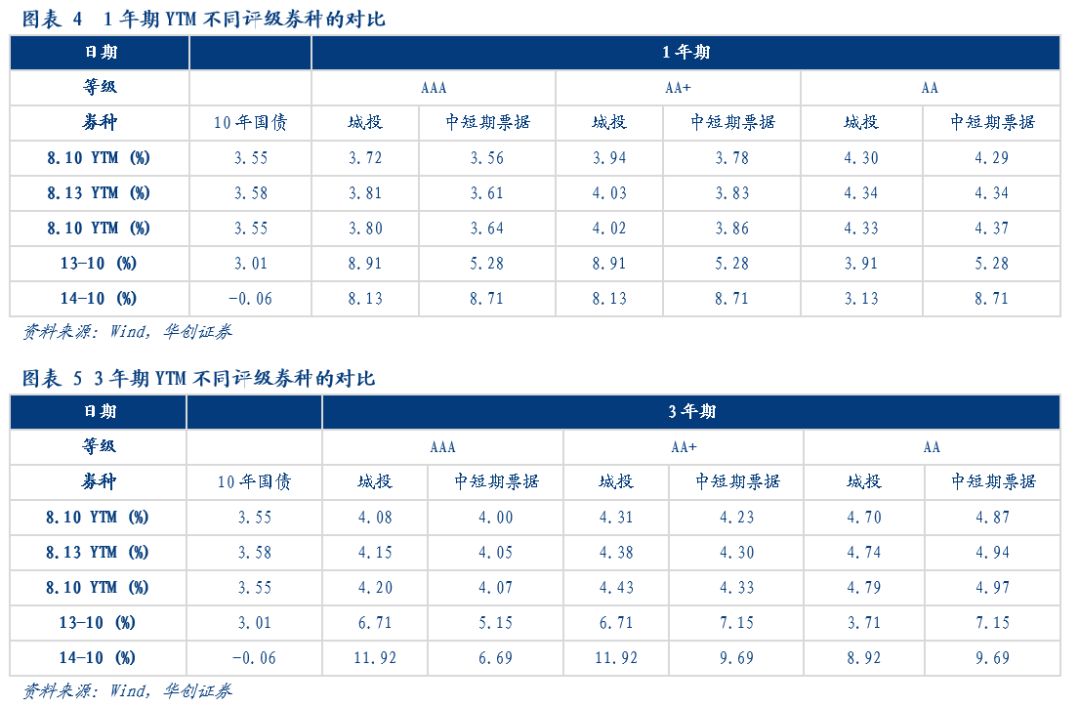 图表 4 1年期 YTM 不同评级券种的对比
日期 1年期
等级 AAA AA+ AA
券种 10年国债 城投 中短期票据 城投 中短期票据 城投 中短期票据
8.10 YTM (%) 3.55 3.72 3.56 3.94 3.78 4.30 4.29
8.13 YTM (%) 3.58 3.81 3.61 4.03 3.83 4.34 4.34
8.10 YTM (%) 3.55 3.80 3.64 4.02 3.86 4.33 4.37
13-10 (%) 3.01 8.91 5.28 8.91 5.28 3.91 5.28
14-10 (%) -0.06 8.13 8.71 8.13 8.71 3.13 8.71
资料来源：Wind，华创证券
图表 5 3年期 YTM 不同评级券种的对比
日期 3年期
等级 AAA AA+ AA
券种 10年国债 城投 中短期票据 城投 中短期票据 城投 中短期票据
8.10 YTM (%) 3.55 4.08 4.00 4.31 4.23 4.70 4.87
8.13 YTM (%) 3.58 4.15 4.05 4.38 4.30 4.74 4.94
8.10 YTM (%) 3.55 4.20 4.07 4.43 4.33 4.79 4.97
13-10 (%) 3.01 6.71 5.15 6.71 7.15 3.71 7.15
14-10 (%) -0.06 11.92 6.69 11.92 9.69 8.92 9.69
资料来源：Wind，华创证券